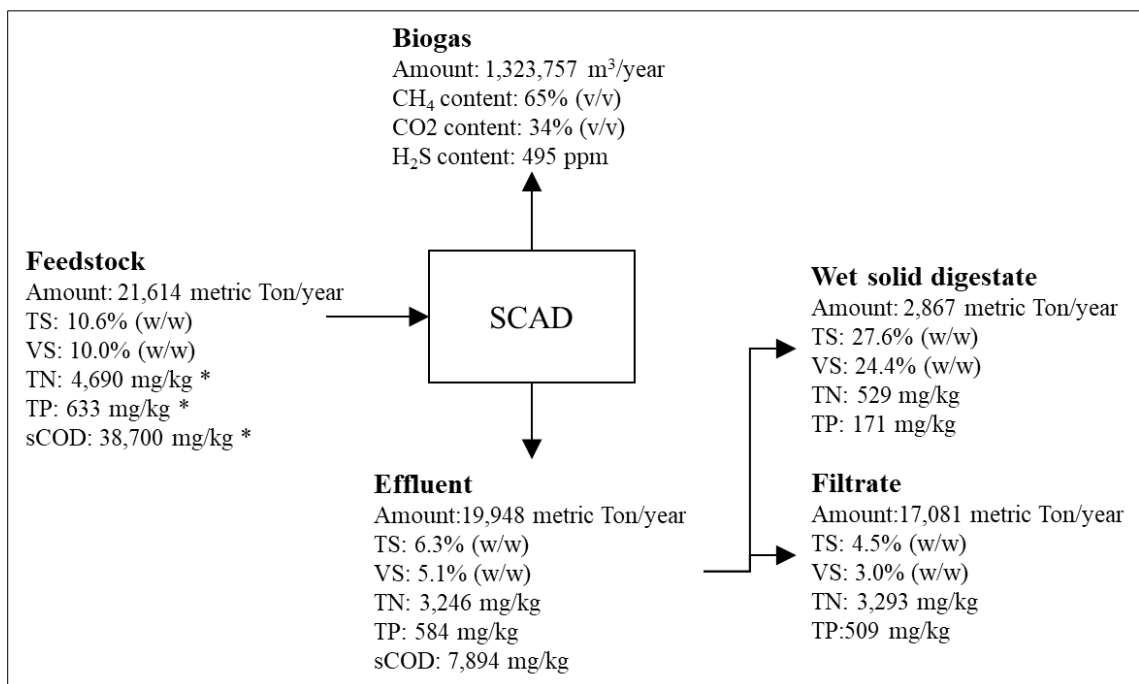 Biogas
Amount: 1,323,757 m³/year
CH₄ content: 65% (v/v)
CO2 content: 34% (v/v)
H₂S content: 495 ppm
Feedstock
Amount: 21,614 metric Ton/year
TS: 10.6% (w/w)
VS: 10.0% (w/w)
TN: 4,690 mg/kg *
TP: 633 mg/kg *
sCOD: 38,700 mg/kg *
SCAD
Wet solid digestate
Amount: 2,867 metric Ton/year
TS: 27.6% (w/w)
VS: 24.4% (w/w)
TN: 529 mg/kg
TP: 171 mg/kg
Effluent
Amount:19,948 metric Ton/year
TS: 6.3% (w/w)
VS: 5.1% (w/w)
TN: 3,246 mg/kg
TP: 584 mg/kg
sCOD: 7,894 mg/kg
Filtrate
Amount:17,081 metric Ton/year
TS: 4.5% (w/w)
VS: 3.0% (w/w)
TN: 3,293 mg/kg
TP:509 mg/kg